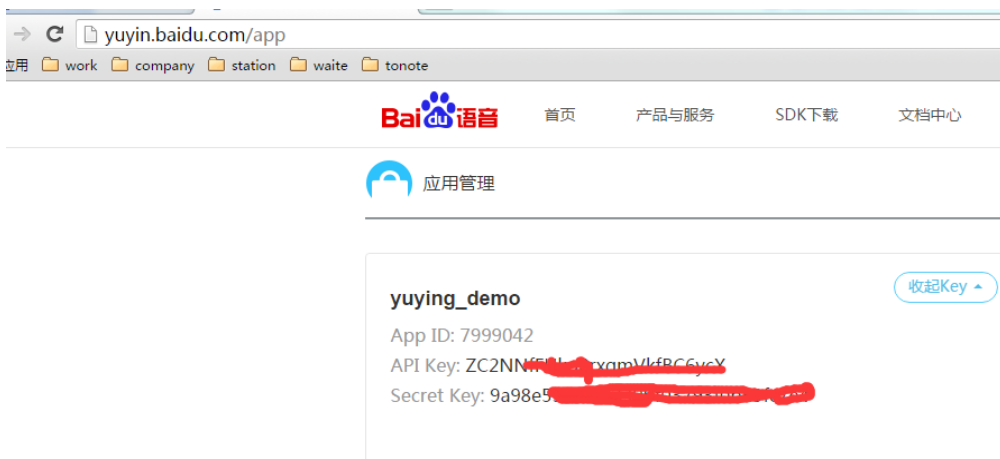 yuyin.baidu.com/app
应用 work company station waite tonote
Baidu语音 首页 产品与服务 SDK下载 文档中心
应用管理
yuying_demo 收起Key
App ID: 7999042
API Key:
Secret Key: